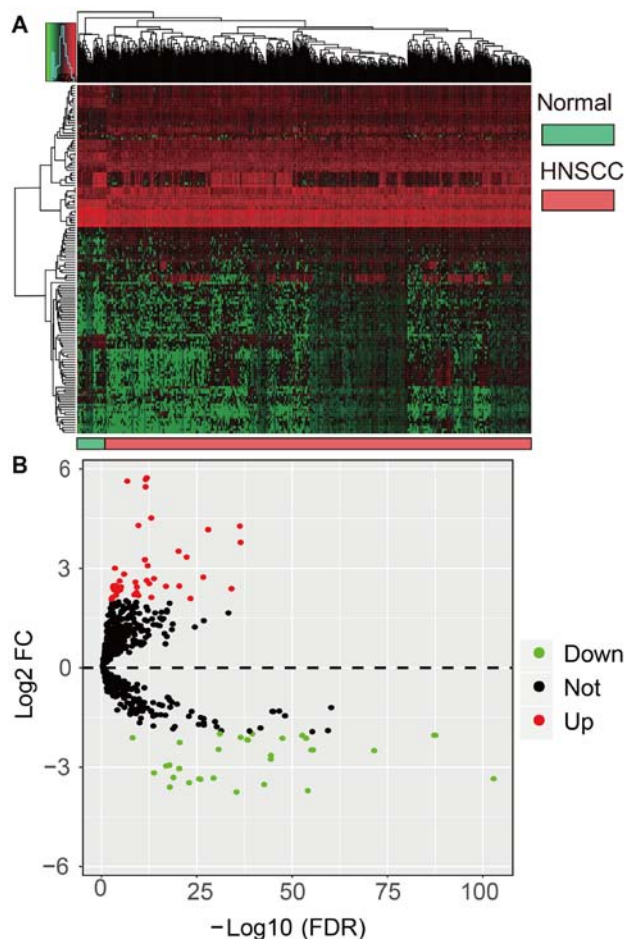 A
Normal
HNSCC
B
6
3
0
−3
−6
Log2 FC
0
25
50
75
100
−Log10 (FDR)
Down
Not
Up